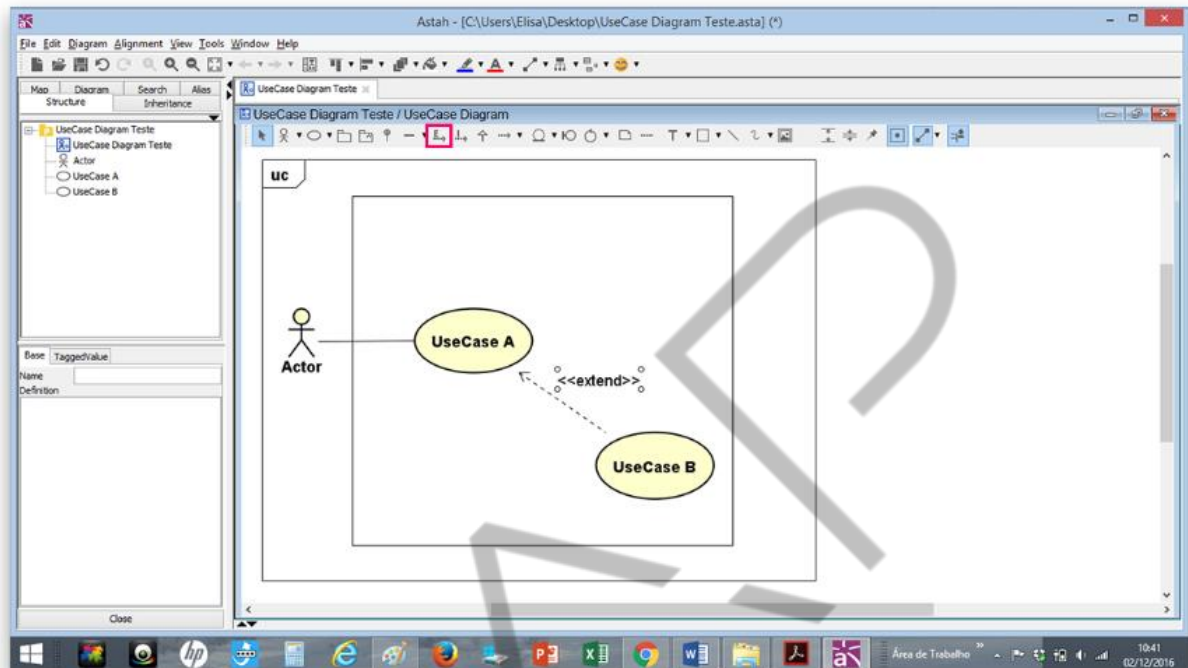 Astah - [C:\Users\Elisa\Desktop\UseCase Diagram Teste.asta] (*)
File Edit Diagram Alignment View Tools Window Help
Map Diagram Search Alias
Structure Inheritance
UseCase Diagram Teste
UseCase Diagram Teste
Actor
UseCase A
UseCase B
Base TaggedValue
Name
Definition
Close
UseCase Diagram Teste
UseCase Diagram Teste / UseCase Diagram
uc
Actor
UseCase A
<<extend>>
UseCase B
Área de Trabalho
10:41
02/12/2016